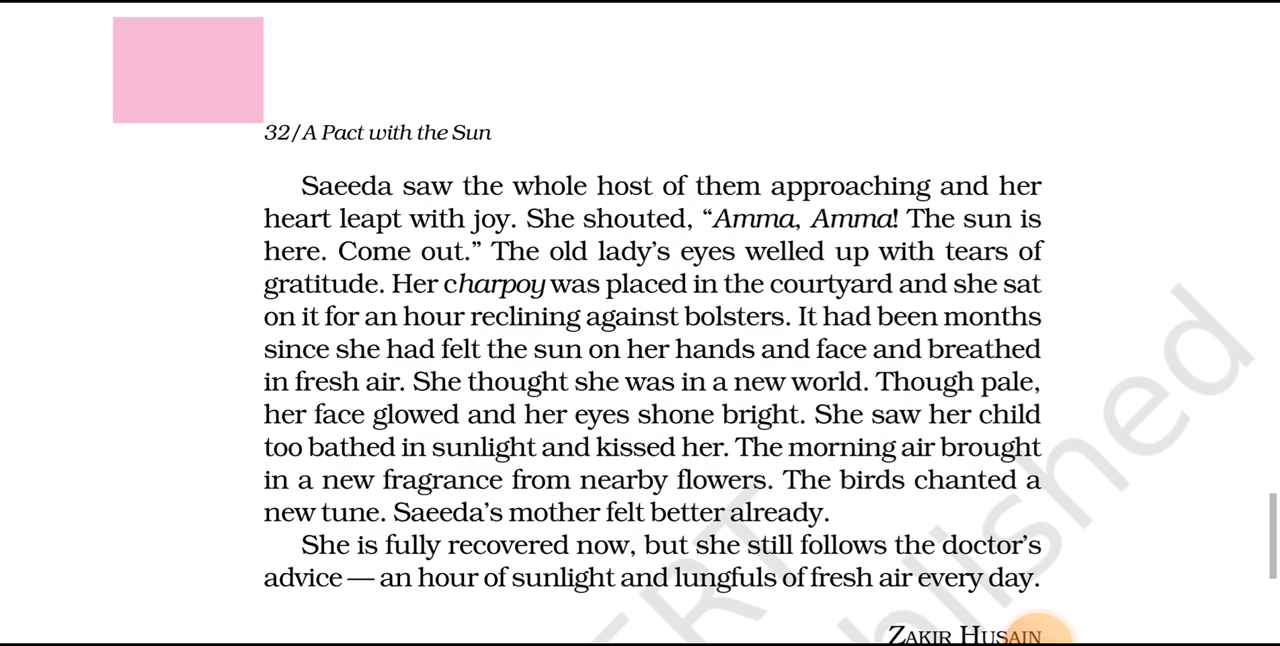 32/A Pact with the Sun
Saeeda saw the whole host of them approaching and her
heart leapt with joy. She shouted, “Amma, Amma! The sun is
here. Come out.” The old lady’s eyes welled up with tears of
gratitude. Her charpoy was placed in the courtyard and she sat
on it for an hour reclining against bolsters. It had been months
since she had felt the sun on her hands and face and breathed
in fresh air. She thought she was in a new world. Though pale,
her face glowed and her eyes shone bright. She saw her child
too bathed in sunlight and kissed her. The morning air brought
in a new fragrance from nearby flowers. The birds chanted a
new tune. Saeeda’s mother felt better already.
She is fully recovered now, but she still follows the doctor’s
advice — an hour of sunlight and lungfuls of fresh air every day.
ZAKIR HUSAIN